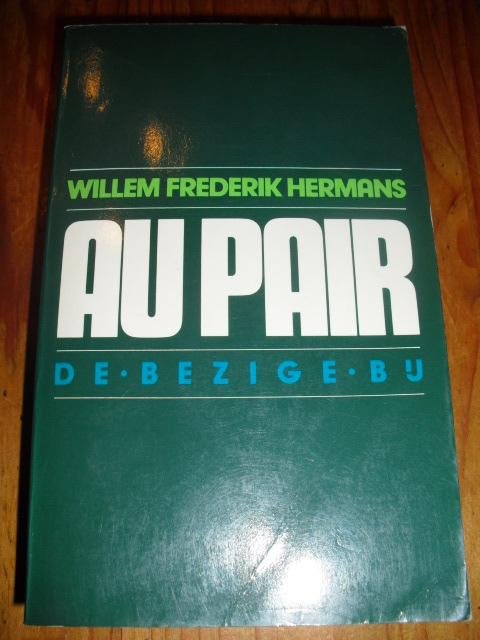 WILLEM FREDERIK HERMANS
AU PAIR
DE·BEZIGE·BIJ